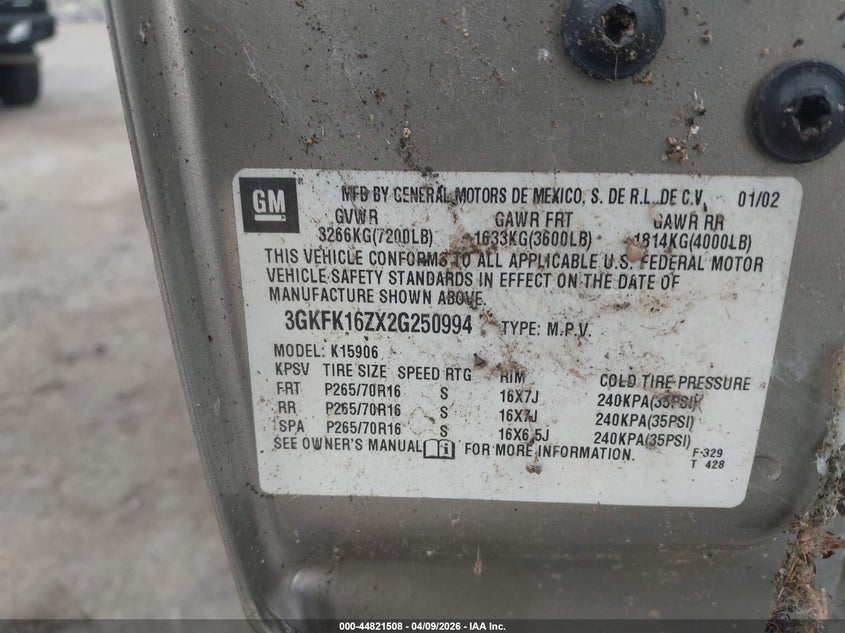 GM
MFD BY GENERAL MOTORS DE MEXICO, S. DE R.L. DE C.V. 01/02
GVWR GAWR FRT GAWR RR
3266KG(7200LB) 1633KG(3600LB) 1814KG(4000LB)
THIS VEHICLE CONFORMS TO ALL APPLICABLE U.S. FEDERAL MOTOR
VEHICLE SAFETY STANDARDS IN EFFECT ON THE DATE OF
MANUFACTURE SHOWN ABOVE.
3GKFK16ZX2G250994 TYPE: M.P.V.
MODEL: K15906
KPSV TIRE SIZE SPEED RTG RIM COLD TIRE PRESSURE
FRT P265/70R16 S 16X7J 240KPA(35PSI)
RR P265/70R16 S 16X7J 240KPA(35PSI)
SPA P265/70R16 S 16X6.5J 240KPA(35PSI)
SEE OWNER'S MANUAL FOR MORE INFORMATION.
F-329
T 428
000-44821508 | 04/09/2026 - IAA Inc.